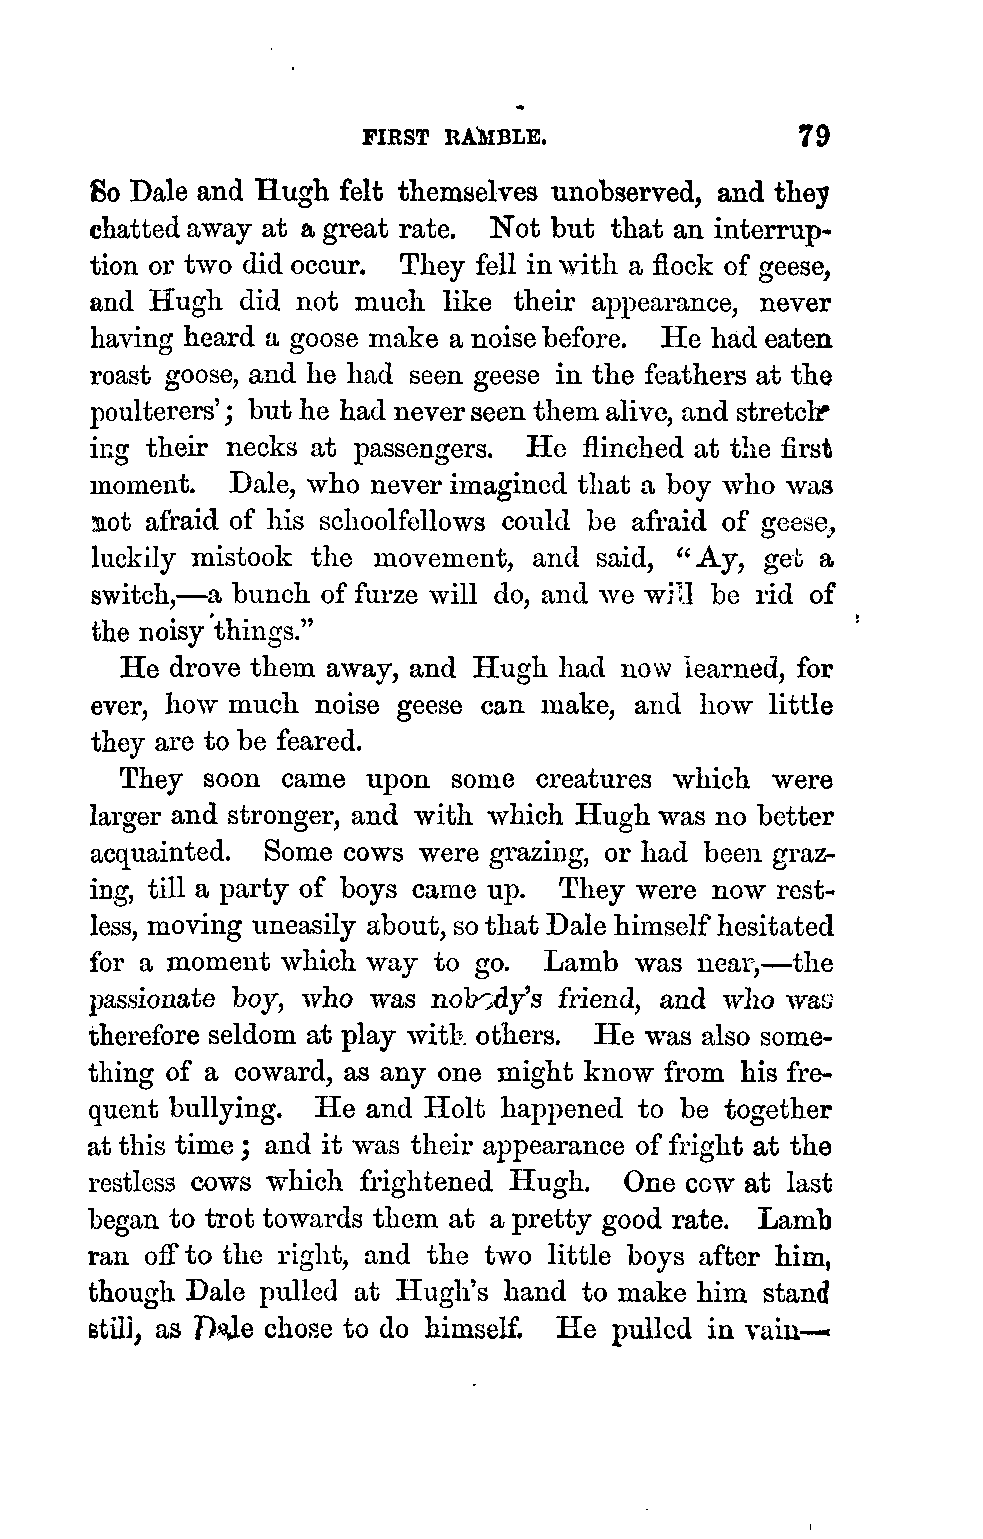 FIRST RAMBLE. 79
So Dale and Hugh felt themselves unobserved, and they
chatted away at a great rate. Not but that an interrup-
tion or two did occur. They fell in with a flock of geese,
and Hugh did not much like their appearance, never
having heard a goose make a noise before. He had eaten
roast goose, and he had seen geese in the feathers at the
poulterers'; but he had never seen them alive, and stretch-
ing their necks at passengers. He flinched at the first
moment. Dale, who never imagined that a boy who was
not afraid of his schoolfellows could be afraid of geese,
luckily mistook the movement, and said, “Ay, get a
switch,—a bunch of furze will do, and we will be rid of
the noisy things.”
He drove them away, and Hugh had now learned, for
ever, how much noise geese can make, and how little
they are to be feared.
They soon came upon some creatures which were
larger and stronger, and with which Hugh was no better
acquainted. Some cows were grazing, or had been graz-
ing, till a party of boys came up. They were now rest-
less, moving uneasily about, so that Dale himself hesitated
for a moment which way to go. Lamb was near,—the
passionate boy, who was nobody's friend, and who was
therefore seldom at play with others. He was also some-
thing of a coward, as any one might know from his fre-
quent bullying. He and Holt happened to be together
at this time; and it was their appearance of fright at the
restless cows which frightened Hugh. One cow at last
began to trot towards them at a pretty good rate. Lamb
ran off to the right, and the two little boys after him,
though Dale pulled at Hugh's hand to make him stand
still, as Dale chose to do himself. He pulled in vain—